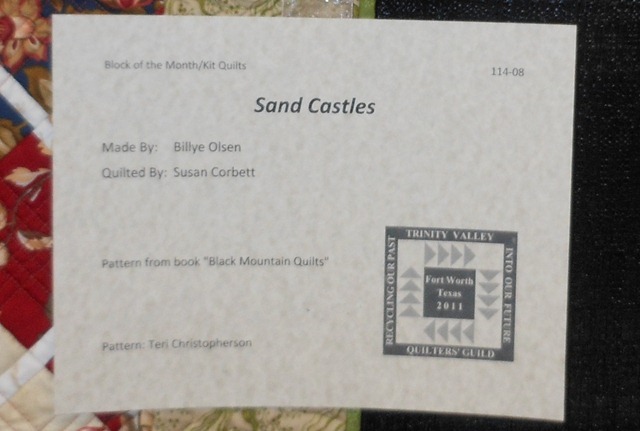 Block of the Month/Kit Quilts
114-08
Sand Castles
Made By: Billye Olsen
Quilted By: Susan Corbett
Pattern from book "Black Mountain Quilts"
Pattern: Teri Christopherson
TRINITY VALLEY
RECYCLING OUR PAST
INTO OUR FUTURE
Fort Worth
Texas
2011
QUILTERS' GUILD